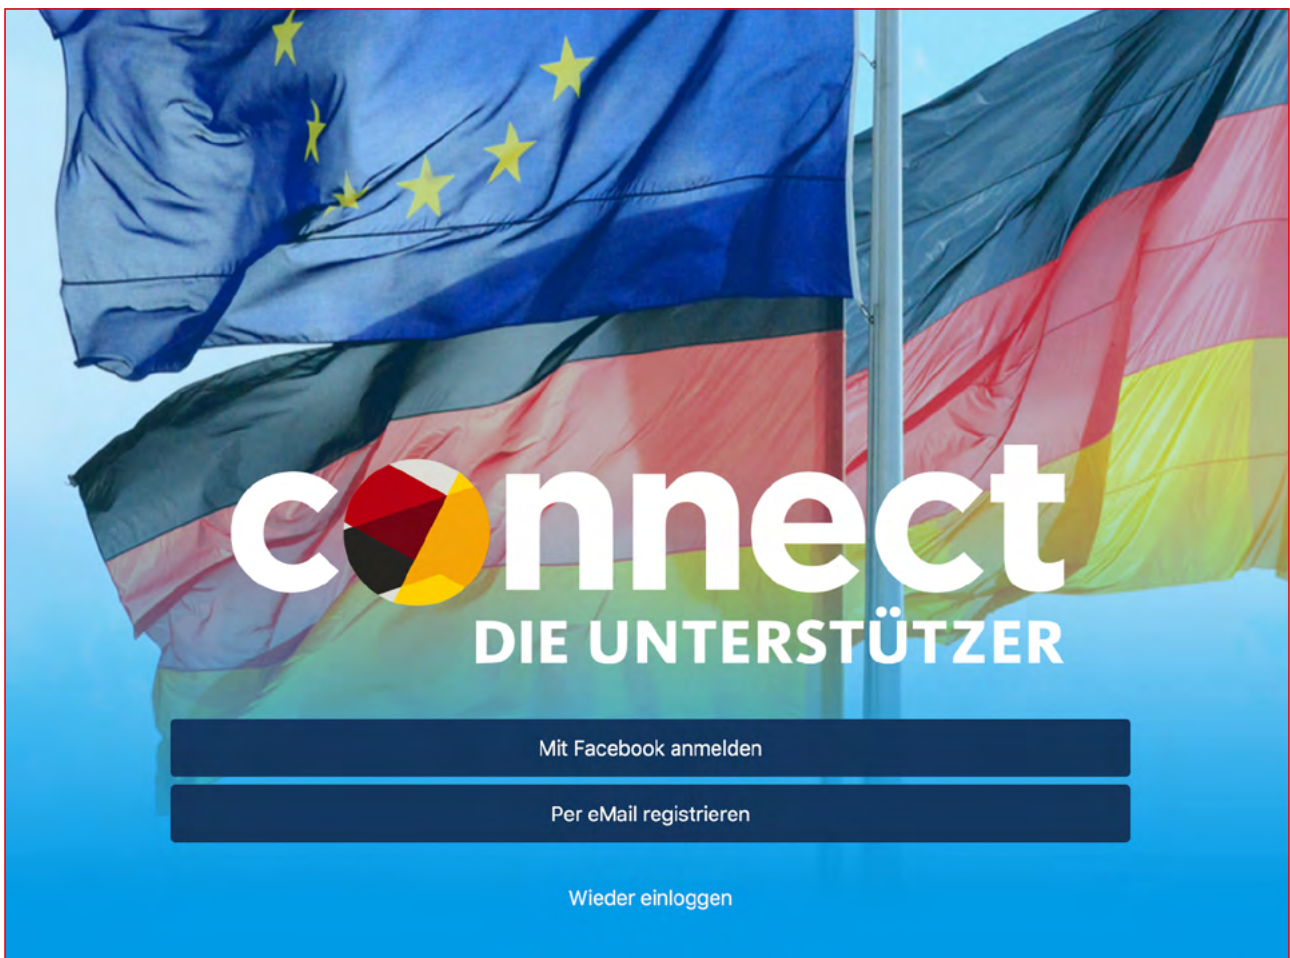 connect
DIE UNTERSTÜTZER
Mit Facebook anmelden
Per eMail registrieren
Wieder einloggen